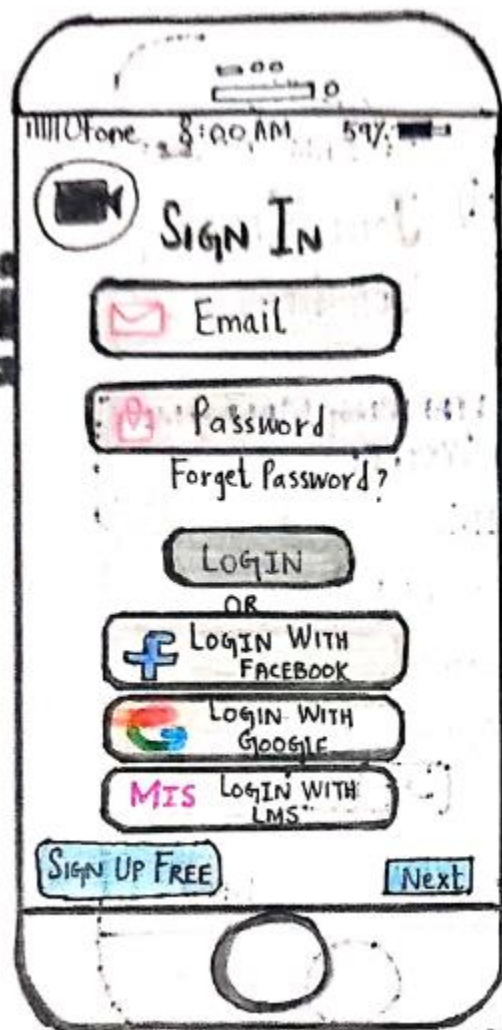 Ufone 8:00 AM 59%
SIGN IN
Email
Password
Forget Password?
LOGIN
OR
LOGIN WITH
FACEBOOK
LOGIN WITH
GOOGLE
MIS LOGIN WITH
LMS
SIGN UP FREE
Next